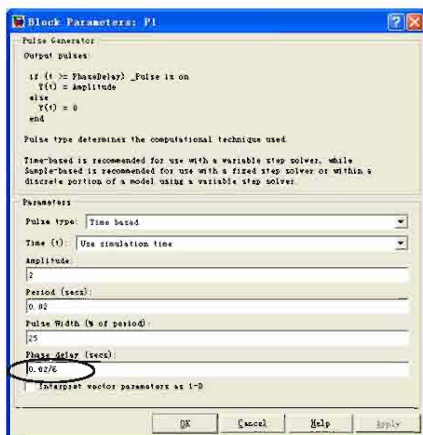 Block Parameters: P1
Pulse Generator
Output pulses:
if (t >= PhaseDelay) _Pulse is on
Y(t) = Amplitude
else
Y(t) = 0
end
Pulse type determines the computational technique used.
Time-based is recommended for use with a variable step solver, while
Sample-based is recommended for use with a fixed step solver or within a
discrete portion of a model using a variable step solver.
Parameters
Pulse type: Time based
Time (t): Use simulation time
Amplitude:
2
Period (secs):
0.02
Pulse Width (% of period):
25
Phase delay (secs):
0.02/6
Interpret vector parameters as 1-D
OK Cancel Help Apply